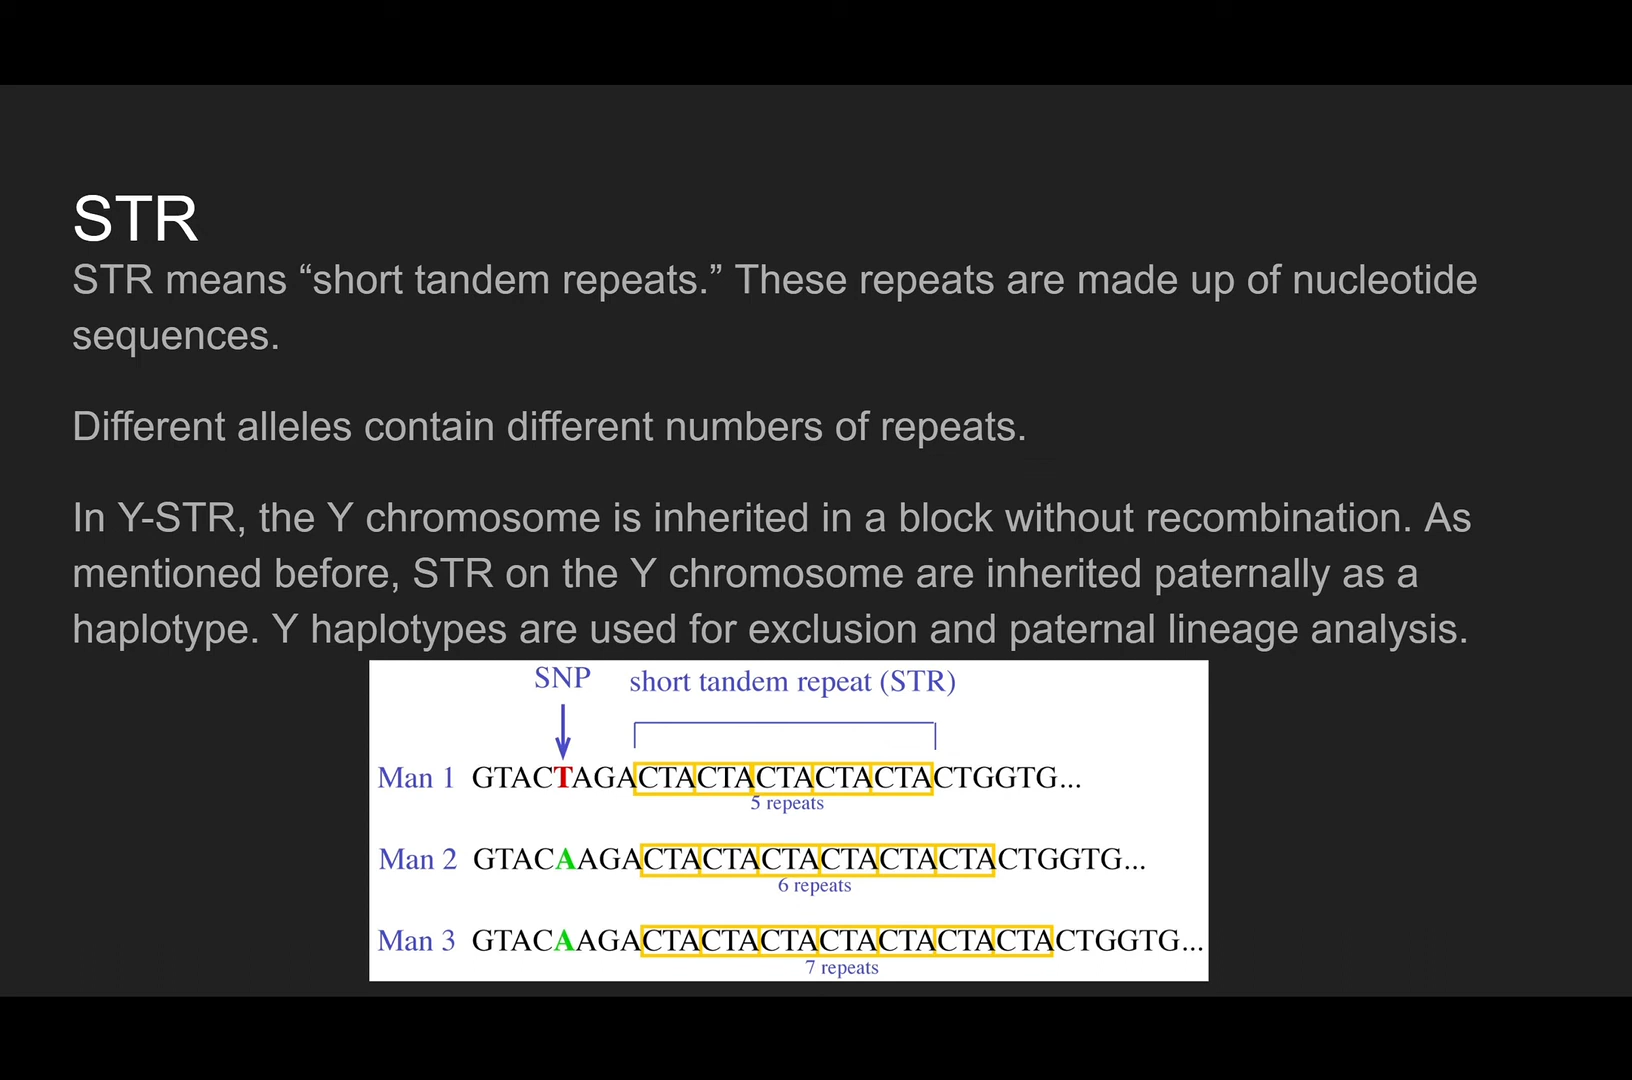 STR
STR means “short tandem repeats.” These repeats are made up of nucleotide
sequences.
Different alleles contain different numbers of repeats.
In Y-STR, the Y chromosome is inherited in a block without recombination. As
mentioned before, STR on the Y chromosome are inherited paternally as a
haplotype. Y haplotypes are used for exclusion and paternal lineage analysis.
SNP short tandem repeat (STR)
Man 1 GTACTAGACTACTACTACTACTACTGGTG...
5 repeats
Man 2 GTACAAGACTACTACTACTACTACTACTGGTG...
6 repeats
Man 3 GTACAAGACTACTACTACTACTACTACTACTGGTG...
7 repeats